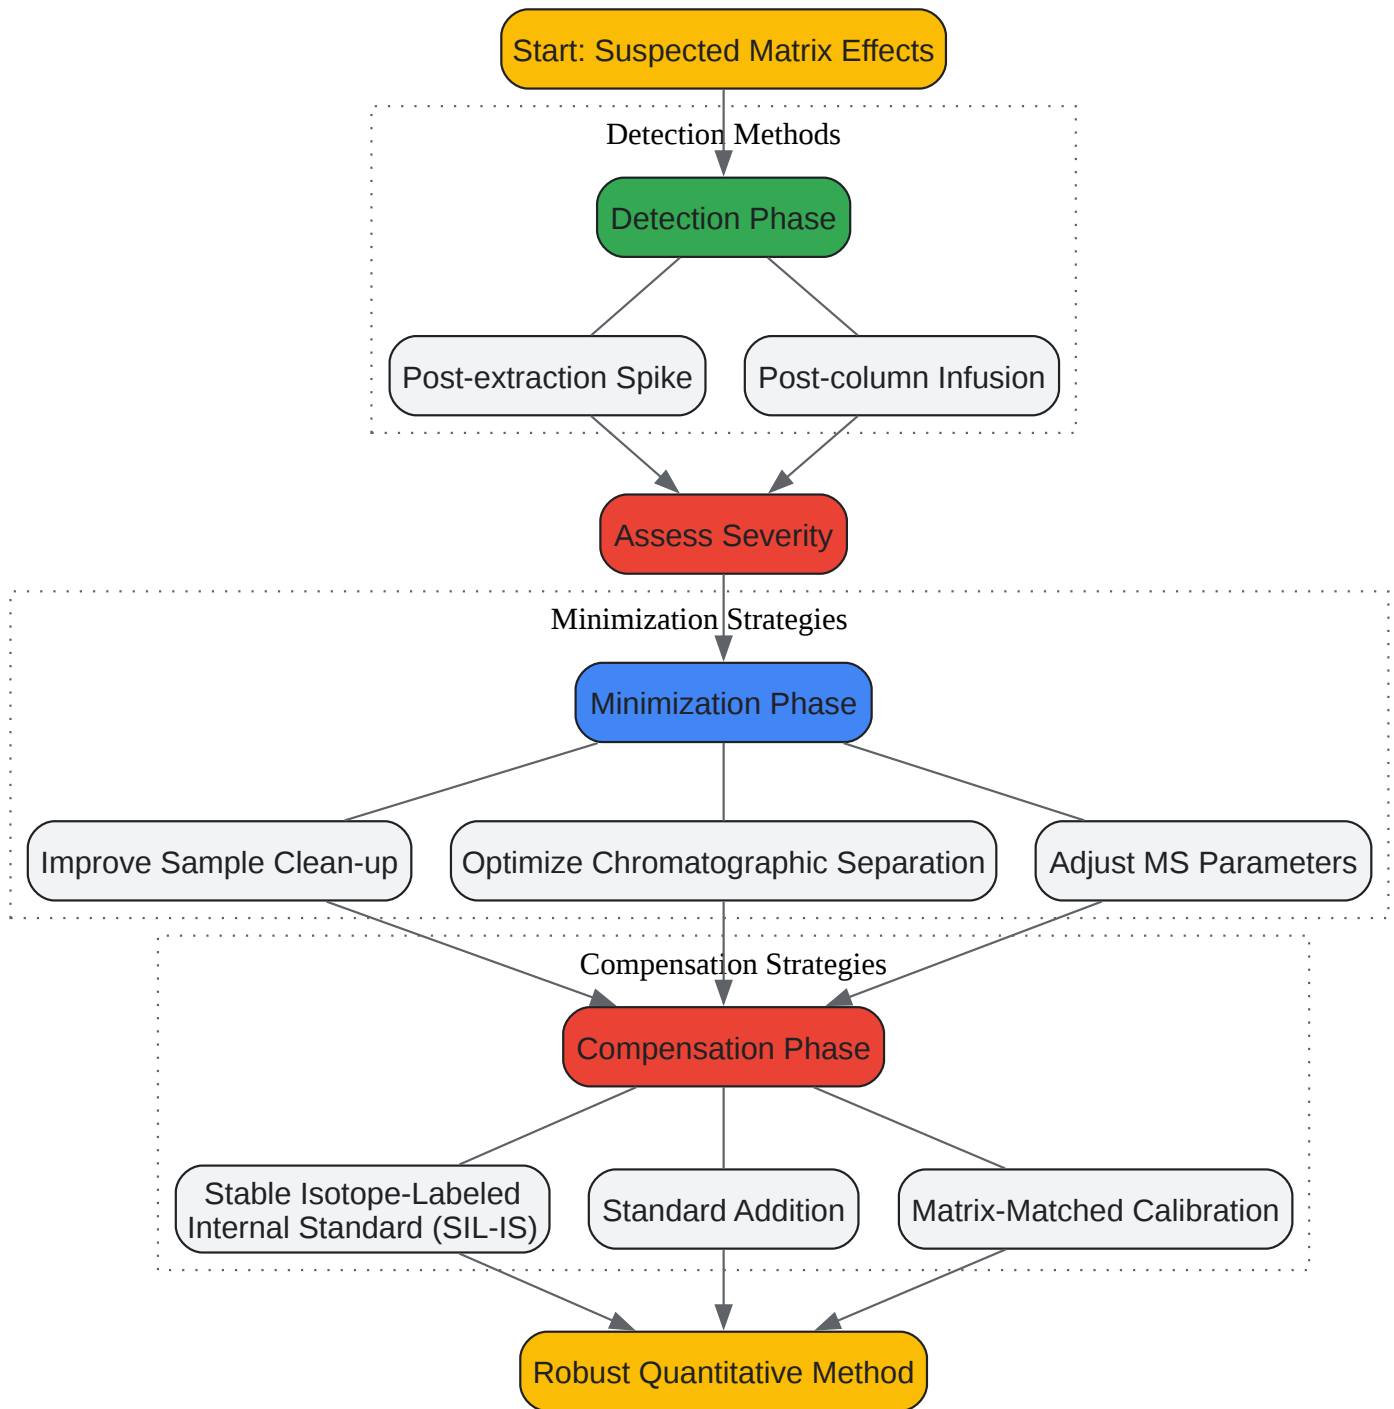 Start: Suspected Matrix Effects
Detection Methods
Detection Phase
Post-extraction Spike
Post-column Infusion
Assess Severity
Minimization Strategies
Minimization Phase
Improve Sample Clean-up
Optimize Chromatographic Separation
Adjust MS Parameters
Compensation Strategies
Compensation Phase
Stable Isotope-Labeled
Internal Standard (SIL-IS)
Standard Addition
Matrix-Matched Calibration
Robust Quantitative Method